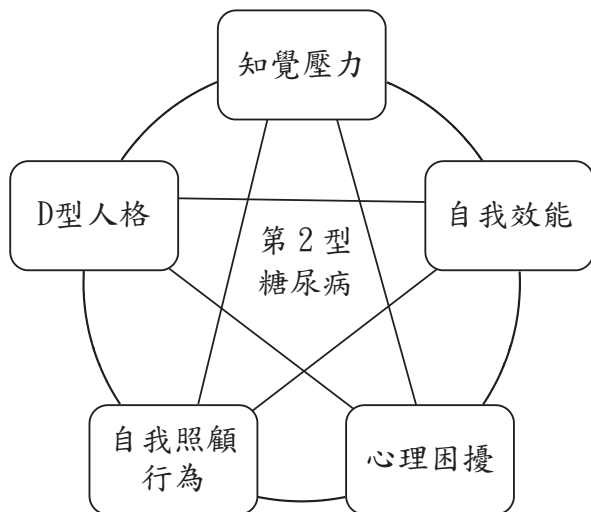 知覺壓力
D型人格
自我效能
第2型
糖尿病
自我照顧
行為
心理困擾